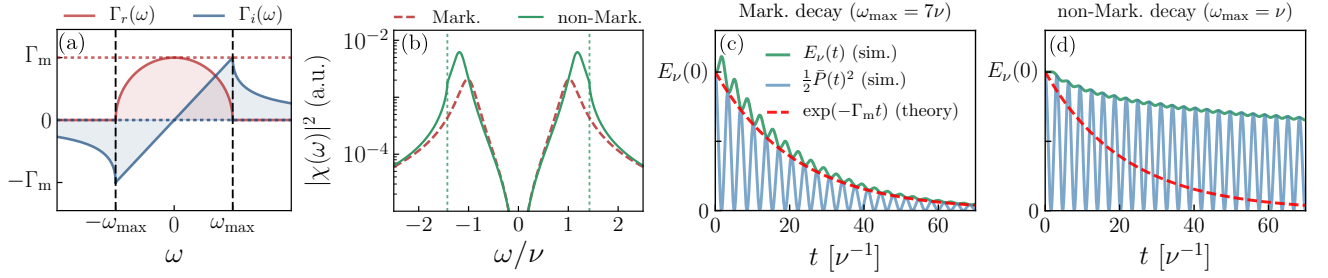 Γr(ω) Γi(ω)
(a)
Γm
0
−Γm
−ωmax 0 ωmax
ω
Mark. non-Mark.
(b)
10−2
10−4
|χ(ω)|2 (a.u.)
−2 −1 0 1 2
ω/ν
Mark. decay (ωmax = 7ν)
(c)
Eν(0)
0
Eν(t) (sim.)
½P̄(t)2 (sim.)
exp(−Γmt) (theory)
0 20 40 60
t [ν−1]
non-Mark. decay (ωmax = ν)
(d)
Eν(0)
0
0 20 40 60
t [ν−1]